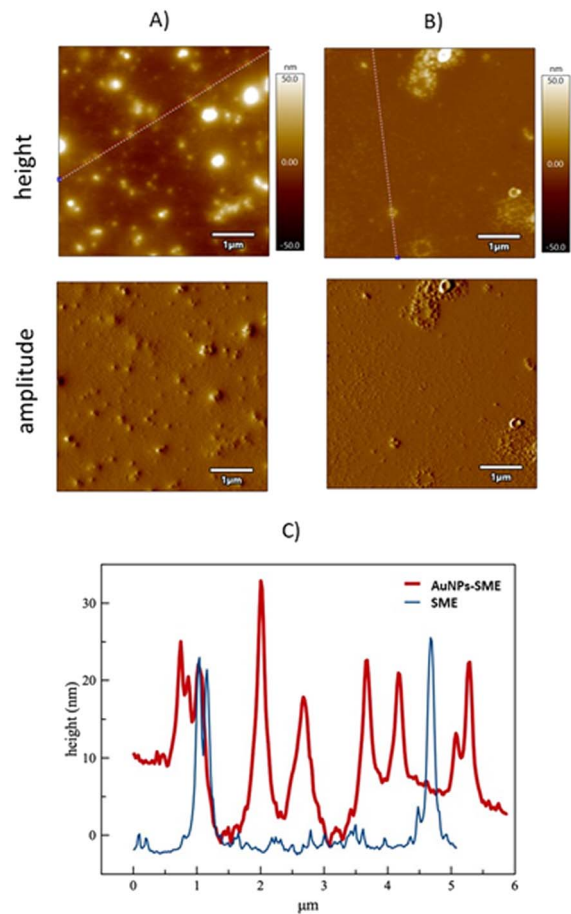 A)
B)
height
nm
50.0
0.00
-50.0
1μm
nm
50.0
0.00
-50.0
1μm
amplitude
1μm
1μm
C)
AuNPs-SME
SME
height (nm)
30
20
10
0
0 1 2 3 4 5 6
μm